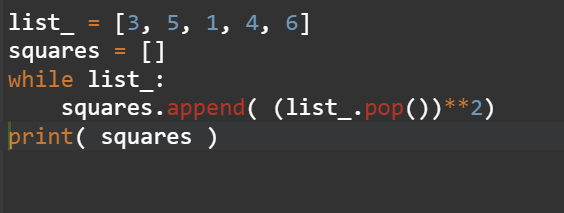 list_ = [3, 5, 1, 4, 6]
squares = []
while list_:
    squares.append( (list_.pop())**2)
print( squares )